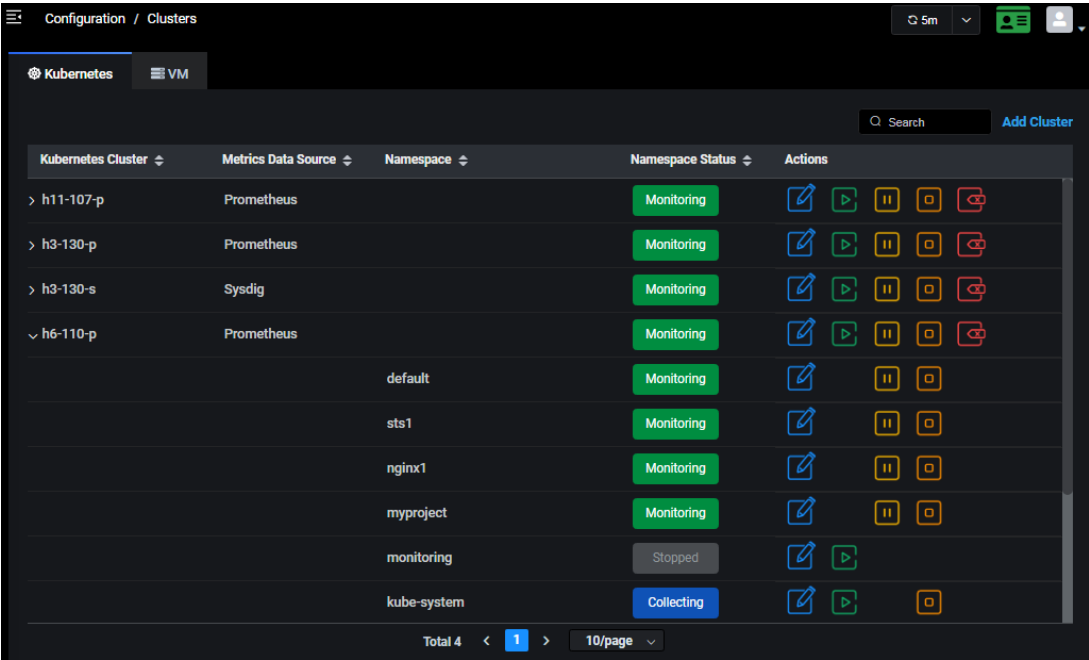 Configuration / Clusters 5m
Kubernetes VM
Search Add Cluster
Kubernetes Cluster Metrics Data Source Namespace Namespace Status Actions
h11-107-p Prometheus Monitoring
h3-130-p Prometheus Monitoring
h3-130-s Sysdig Monitoring
h6-110-p Prometheus Monitoring
default Monitoring
sts1 Monitoring
nginx1 Monitoring
myproject Monitoring
monitoring Stopped
kube-system Collecting
Total 4 < 1 > 10/page